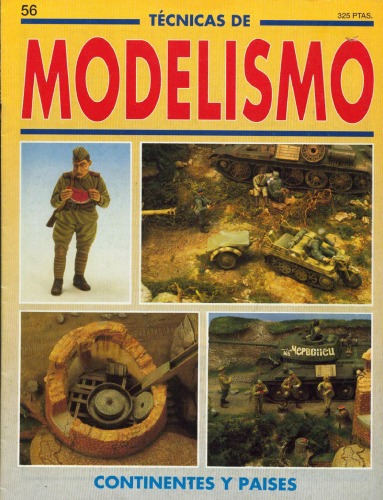 56
TÉCNICAS DE
325 PTAS.
MODELISMO
CONTINENTES Y PAISES